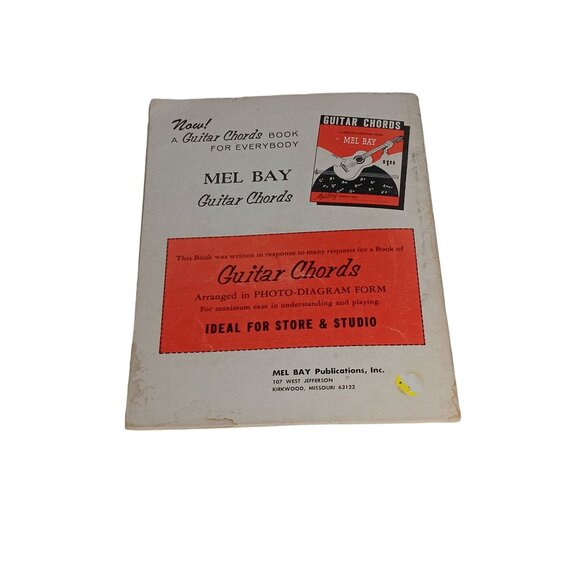 Now!
A Guitar Chords BOOK
FOR EVERYBODY
MEL BAY
Guitar Chords
GUITAR CHORDS
MEL BAY
This Book was written in response to many requests for a Book of
Guitar Chords
Arranged in PHOTO-DIAGRAM FORM
For maximum ease in understanding and playing.
IDEAL FOR STORE & STUDIO
MEL BAY Publications, Inc.
107 WEST JEFFERSON
KIRKWOOD, MISSOURI 63122